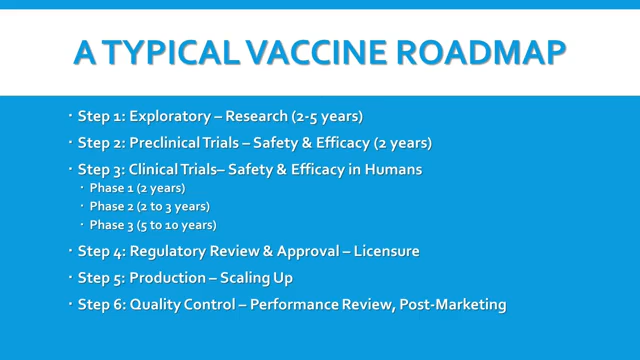 A TYPICAL VACCINE ROADMAP
· Step 1: Exploratory – Research (2-5 years)
· Step 2: Preclinical Trials – Safety & Efficacy (2 years)
· Step 3: Clinical Trials– Safety & Efficacy in Humans
· Phase 1 (2 years)
· Phase 2 (2 to 3 years)
· Phase 3 (5 to 10 years)
· Step 4: Regulatory Review & Approval – Licensure
· Step 5: Production – Scaling Up
· Step 6: Quality Control – Performance Review, Post-Marketing